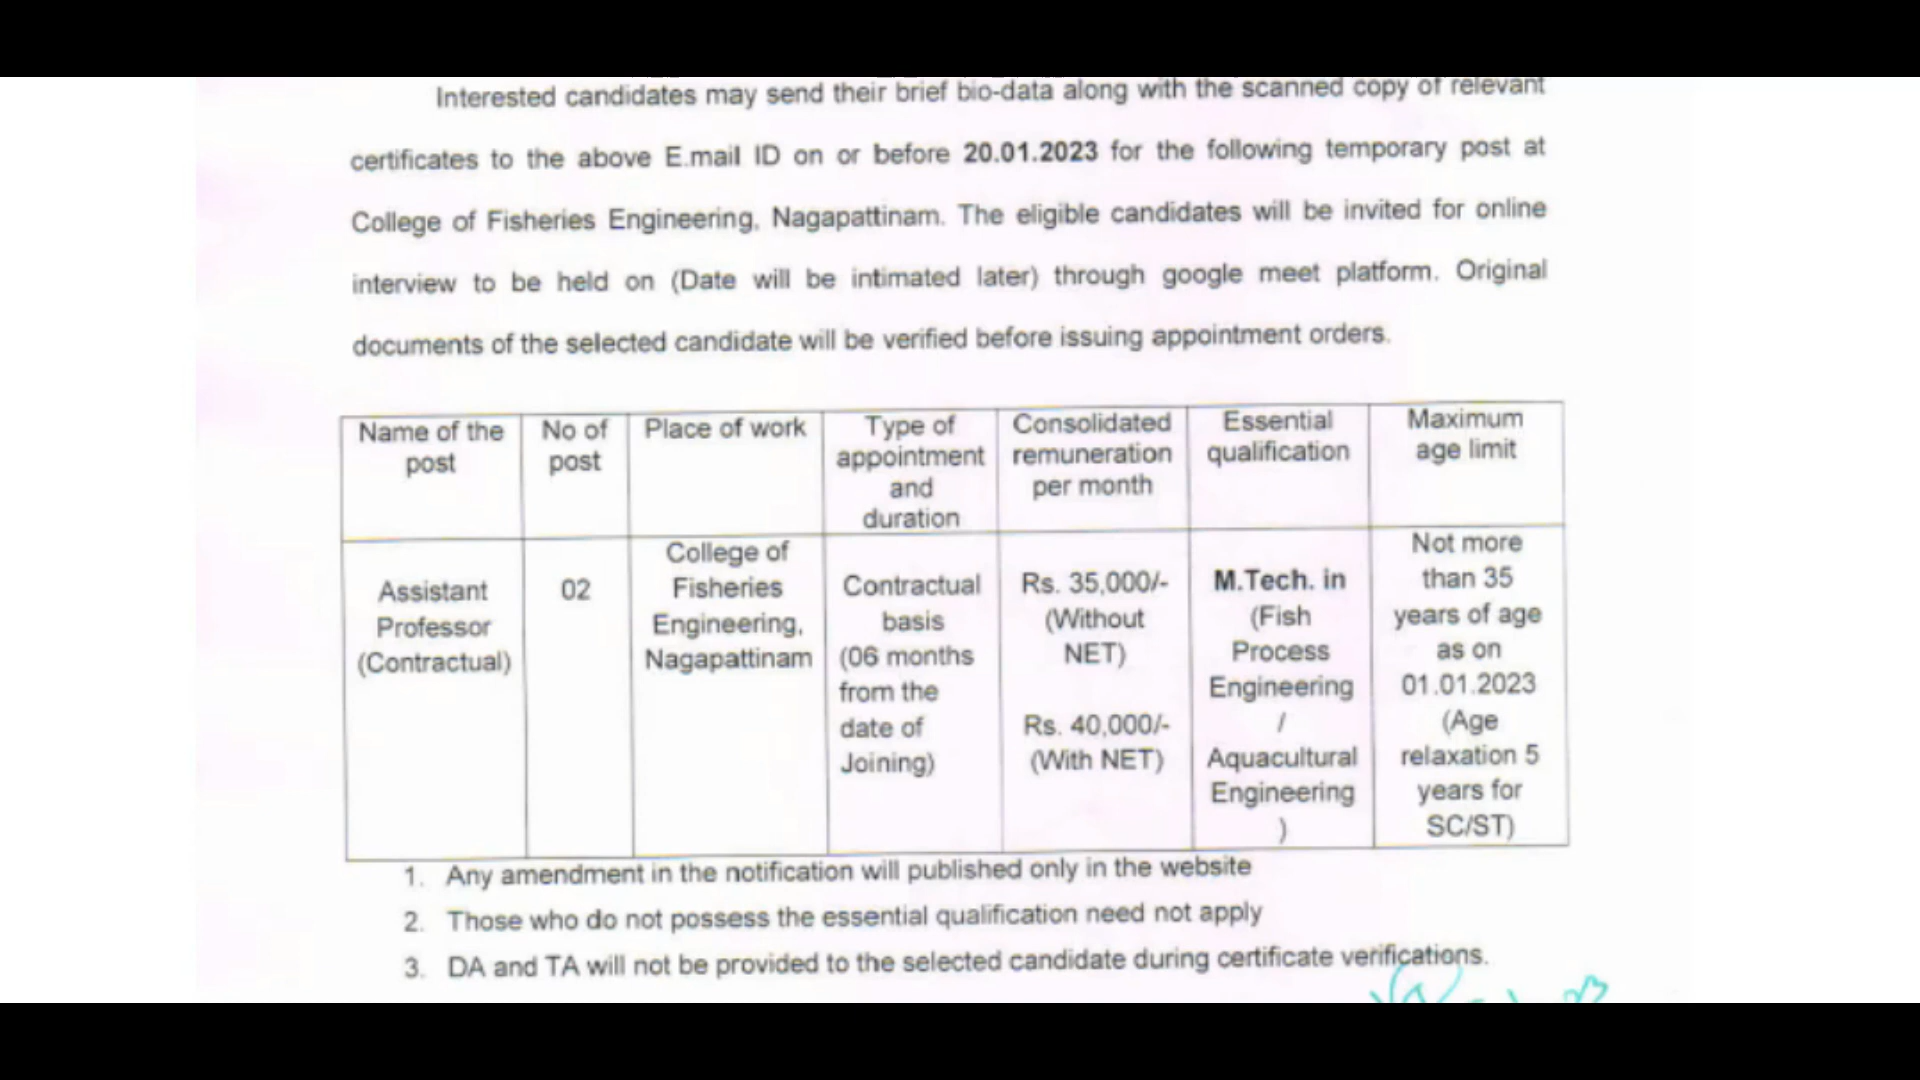 Interested candidates may send their brief bio-data along with the scanned copy of relevant
certificates to the above E.mail ID on or before 20.01.2023 for the following temporary post at
College of Fisheries Engineering, Nagapattinam. The eligible candidates will be invited for online
interview to be held on (Date will be intimated later) through google meet platform. Original
documents of the selected candidate will be verified before issuing appointment orders.
Name of the
post
No of
post
Place of work
Type of
appointment
and
duration
Consolidated
remuneration
per month
Essential
qualification
Maximum
age limit
Assistant
Professor
(Contractual)
02
College of
Fisheries
Engineering,
Nagapattinam
Contractual
basis
(06 months
from the
date of
Joining)
Rs. 35,000/-
(Without
NET)
Rs. 40,000/-
(With NET)
M.Tech. in
(Fish
Process
Engineering
/
Aquacultural
Engineering
)
Not more
than 35
years of age
as on
01.01.2023
(Age
relaxation 5
years for
SC/ST)
1. Any amendment in the notification will published only in the website
2. Those who do not possess the essential qualification need not apply
3. DA and TA will not be provided to the selected candidate during certificate verifications.